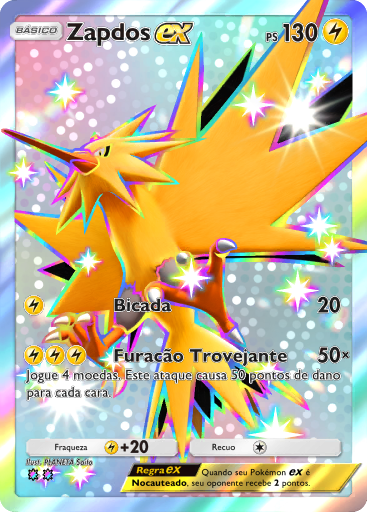 BÁSICO
Zapdos ex
PS 130
Bicada 20
Furacão Trovejante 50×
Jogue 4 moedas. Este ataque causa 50 pontos de dano
para cada cara.
Fraqueza +20 Recuo
Ilust. PLANETA Saito
Regra ex Quando seu Pokémon ex é
Nocauteado, seu oponente recebe 2 pontos.